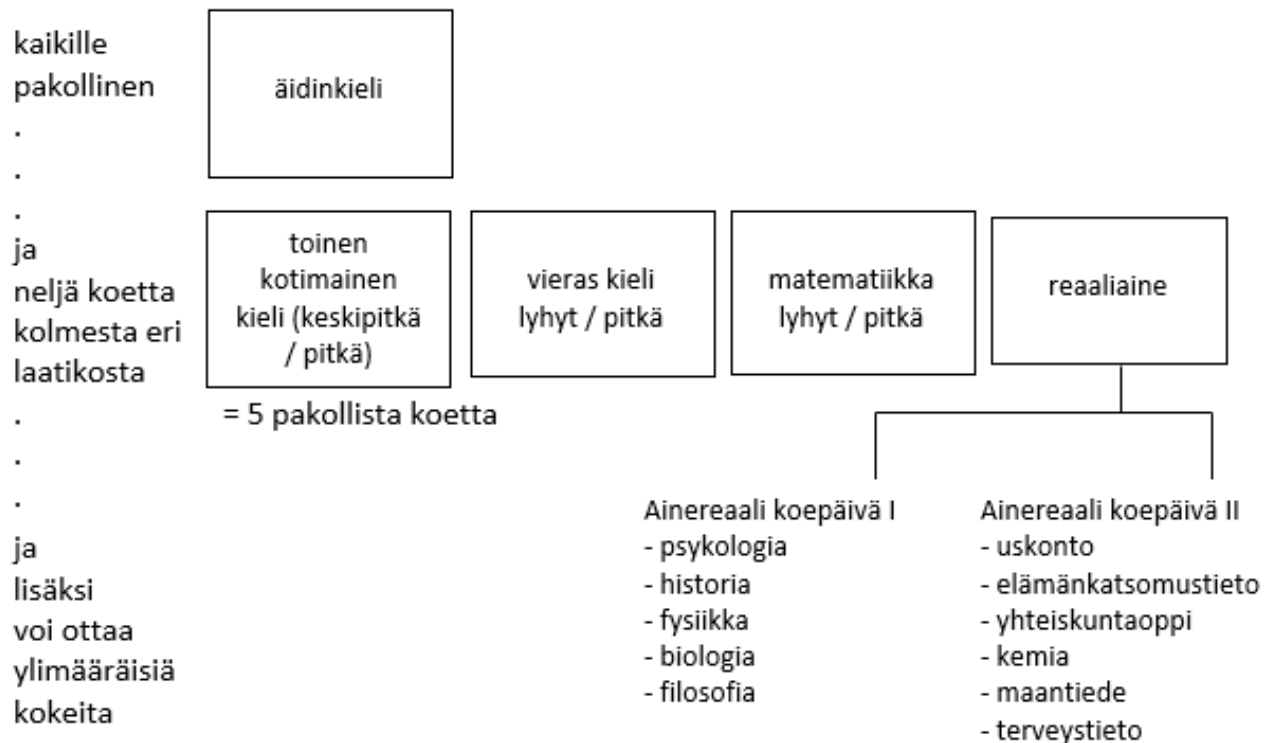 kaikille
pakollinen
.
.
.
ja
neljä koetta
kolmesta eri
laatikosta
.
.
.
ja
lisäksi
voi ottaa
ylimääräisiä
kokeita
äidinkieli
toinen
kotimainen
kieli (keskipitkä
/ pitkä)
vieras kieli
lyhyt / pitkä
matematiikka
lyhyt / pitkä
reaaliaine
= 5 pakollista koetta
Ainereaali koepäivä I
- psykologia
- historia
- fysiikka
- biologia
- filosofia
Ainereaali koepäivä II
- uskonto
- elämänkatsomustieto
- yhteiskuntaoppi
- kemia
- maantiede
- terveystieto